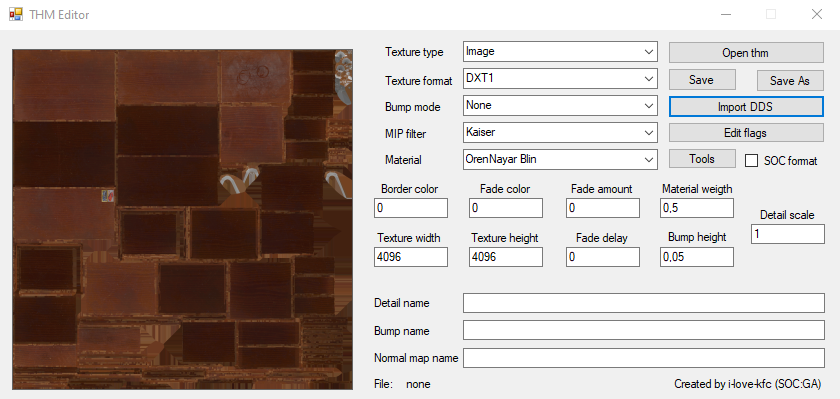 THM Editor
Texture type Image Open thm
Texture format DXT1 Save Save As
Bump mode None Import DDS
MIP filter Kaiser Edit flags
Material OrenNayar Blin Tools SOC format
Border color Fade color Fade amount Material weigth
0 0 0 0,5
Detail scale
1
Texture width Texture height Fade delay Bump height
4096 4096 0 0,05
Detail name
Bump name
Normal map name
File: none Created by i-love-kfc (SOC:GA)